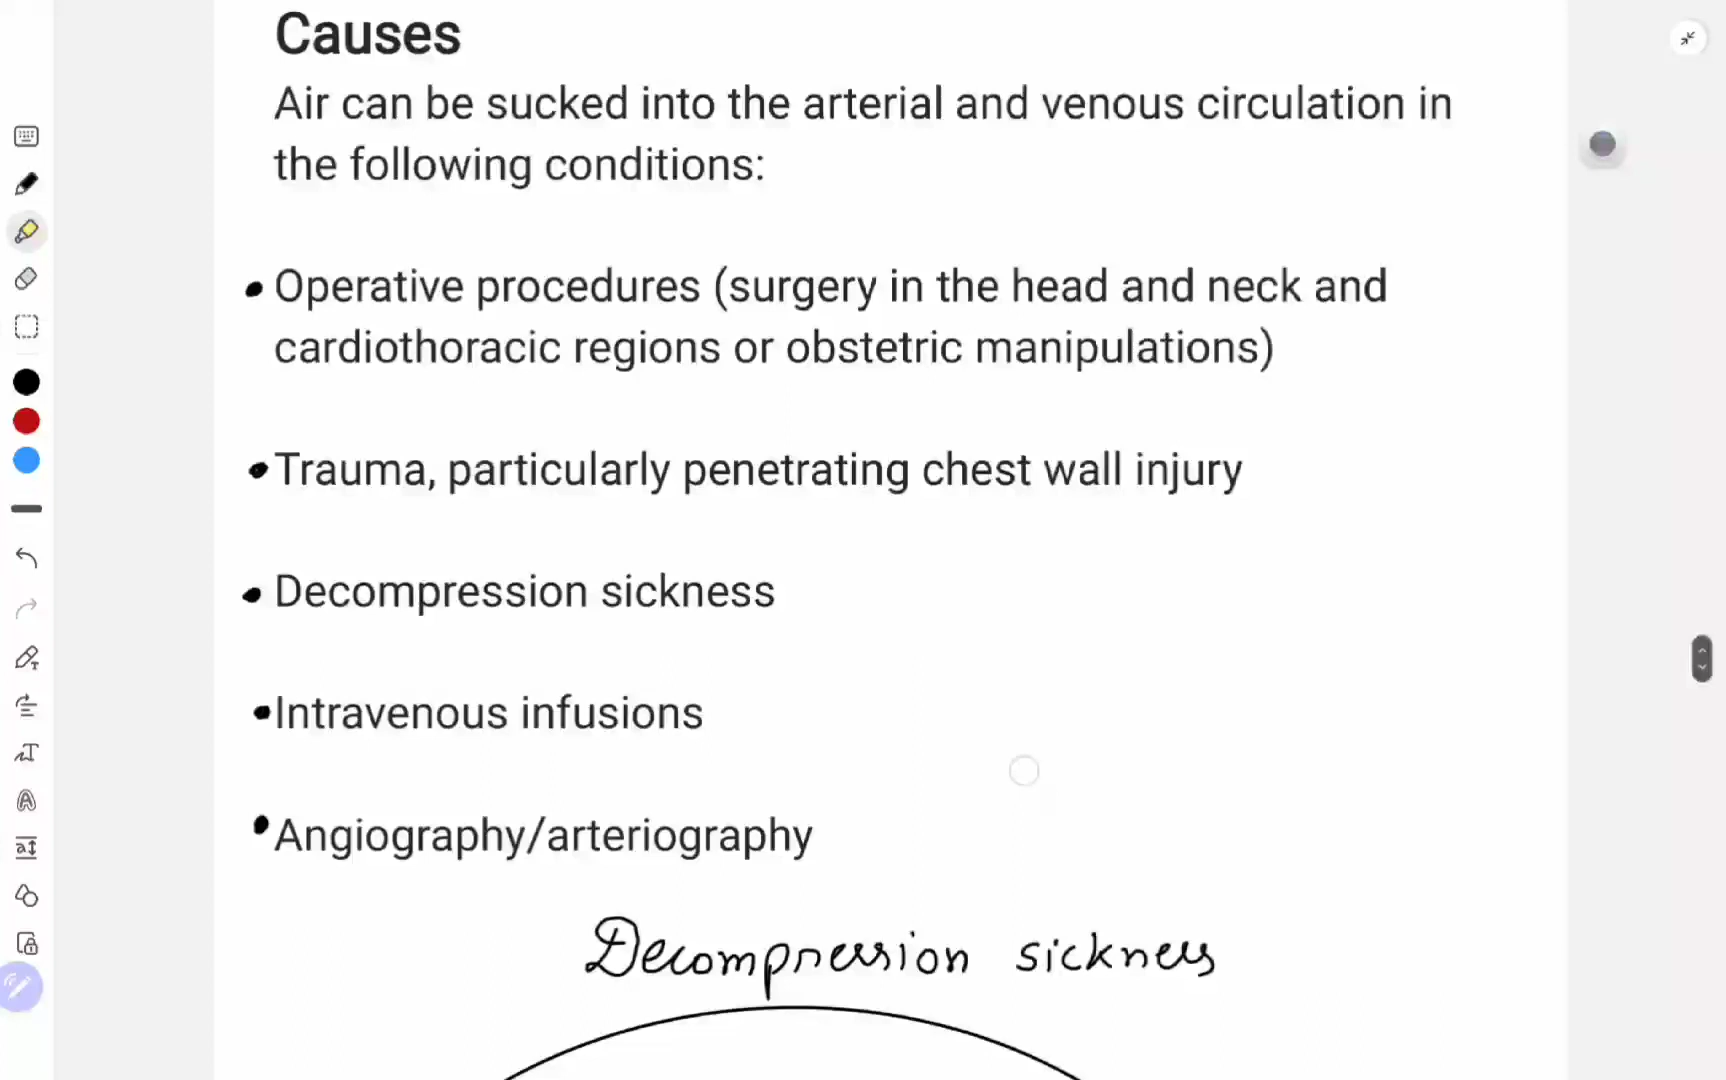 Causes
Air can be sucked into the arterial and venous circulation in
the following conditions:
• Operative procedures (surgery in the head and neck and
cardiothoracic regions or obstetric manipulations)
• Trauma, particularly penetrating chest wall injury
• Decompression sickness
• Intravenous infusions
• Angiography/arteriography
Decompression sickness